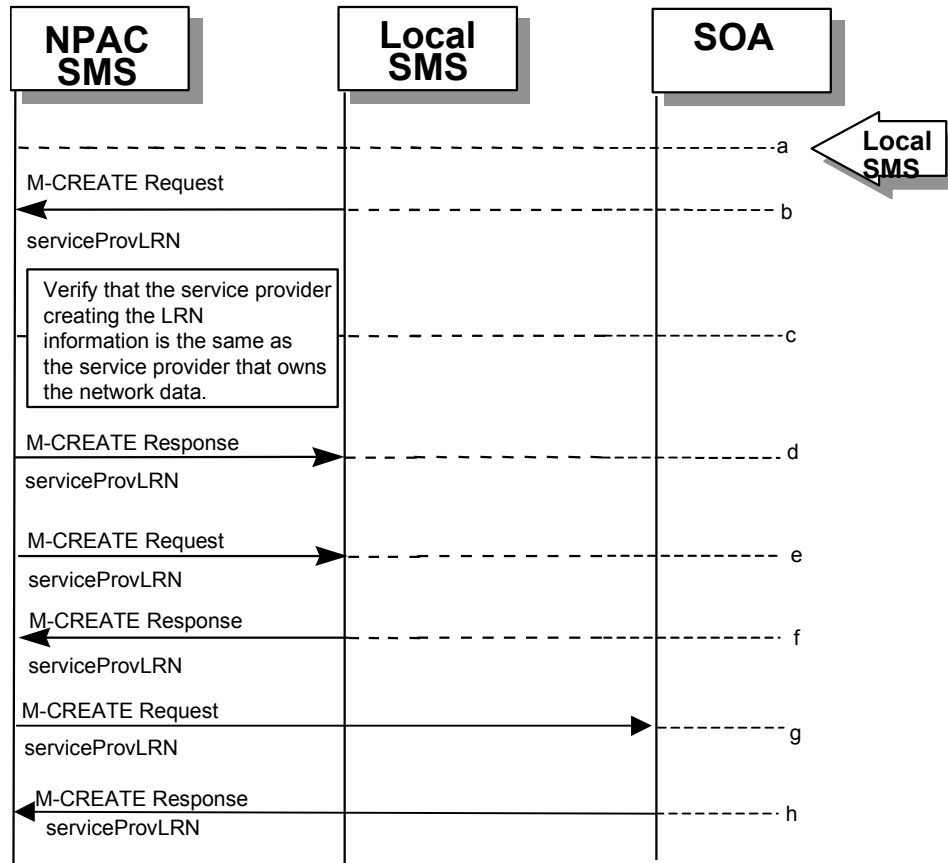 NPAC
SMS
Local
SMS
SOA
a
Local
SMS
M-CREATE Request
b
serviceProvLRN
Verify that the service provider
creating the LRN
information is the same as
the service provider that owns
the network data.
c
M-CREATE Response
d
serviceProvLRN
M-CREATE Request
e
serviceProvLRN
M-CREATE Response
f
serviceProvLRN
M-CREATE Request
g
serviceProvLRN
M-CREATE Response
h
serviceProvLRN